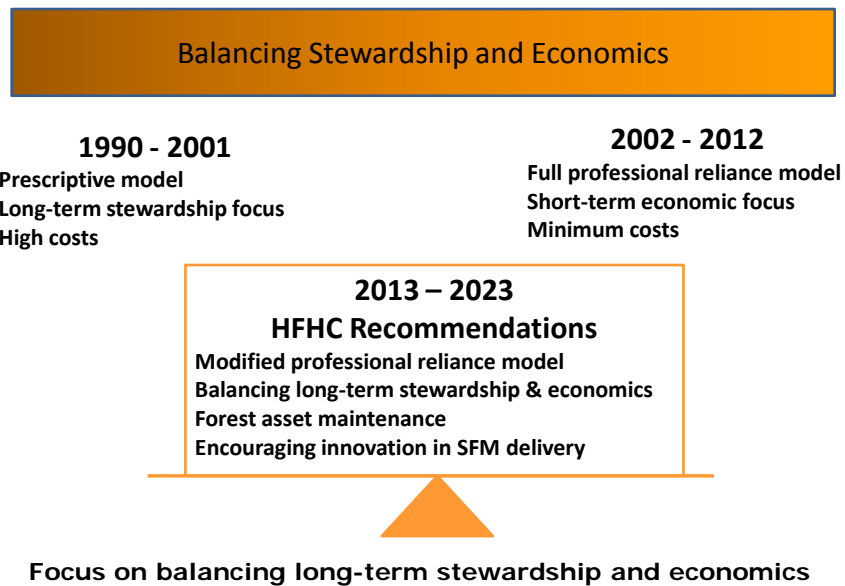 Balancing Stewardship and Economics
1990 - 2001
Prescriptive model
Long-term stewardship focus
High costs
2002 - 2012
Full professional reliance model
Short-term economic focus
Minimum costs
2013 – 2023
HFHC Recommendations
Modified professional reliance model
Balancing long-term stewardship & economics
Forest asset maintenance
Encouraging innovation in SFM delivery
Focus on balancing long-term stewardship and economics